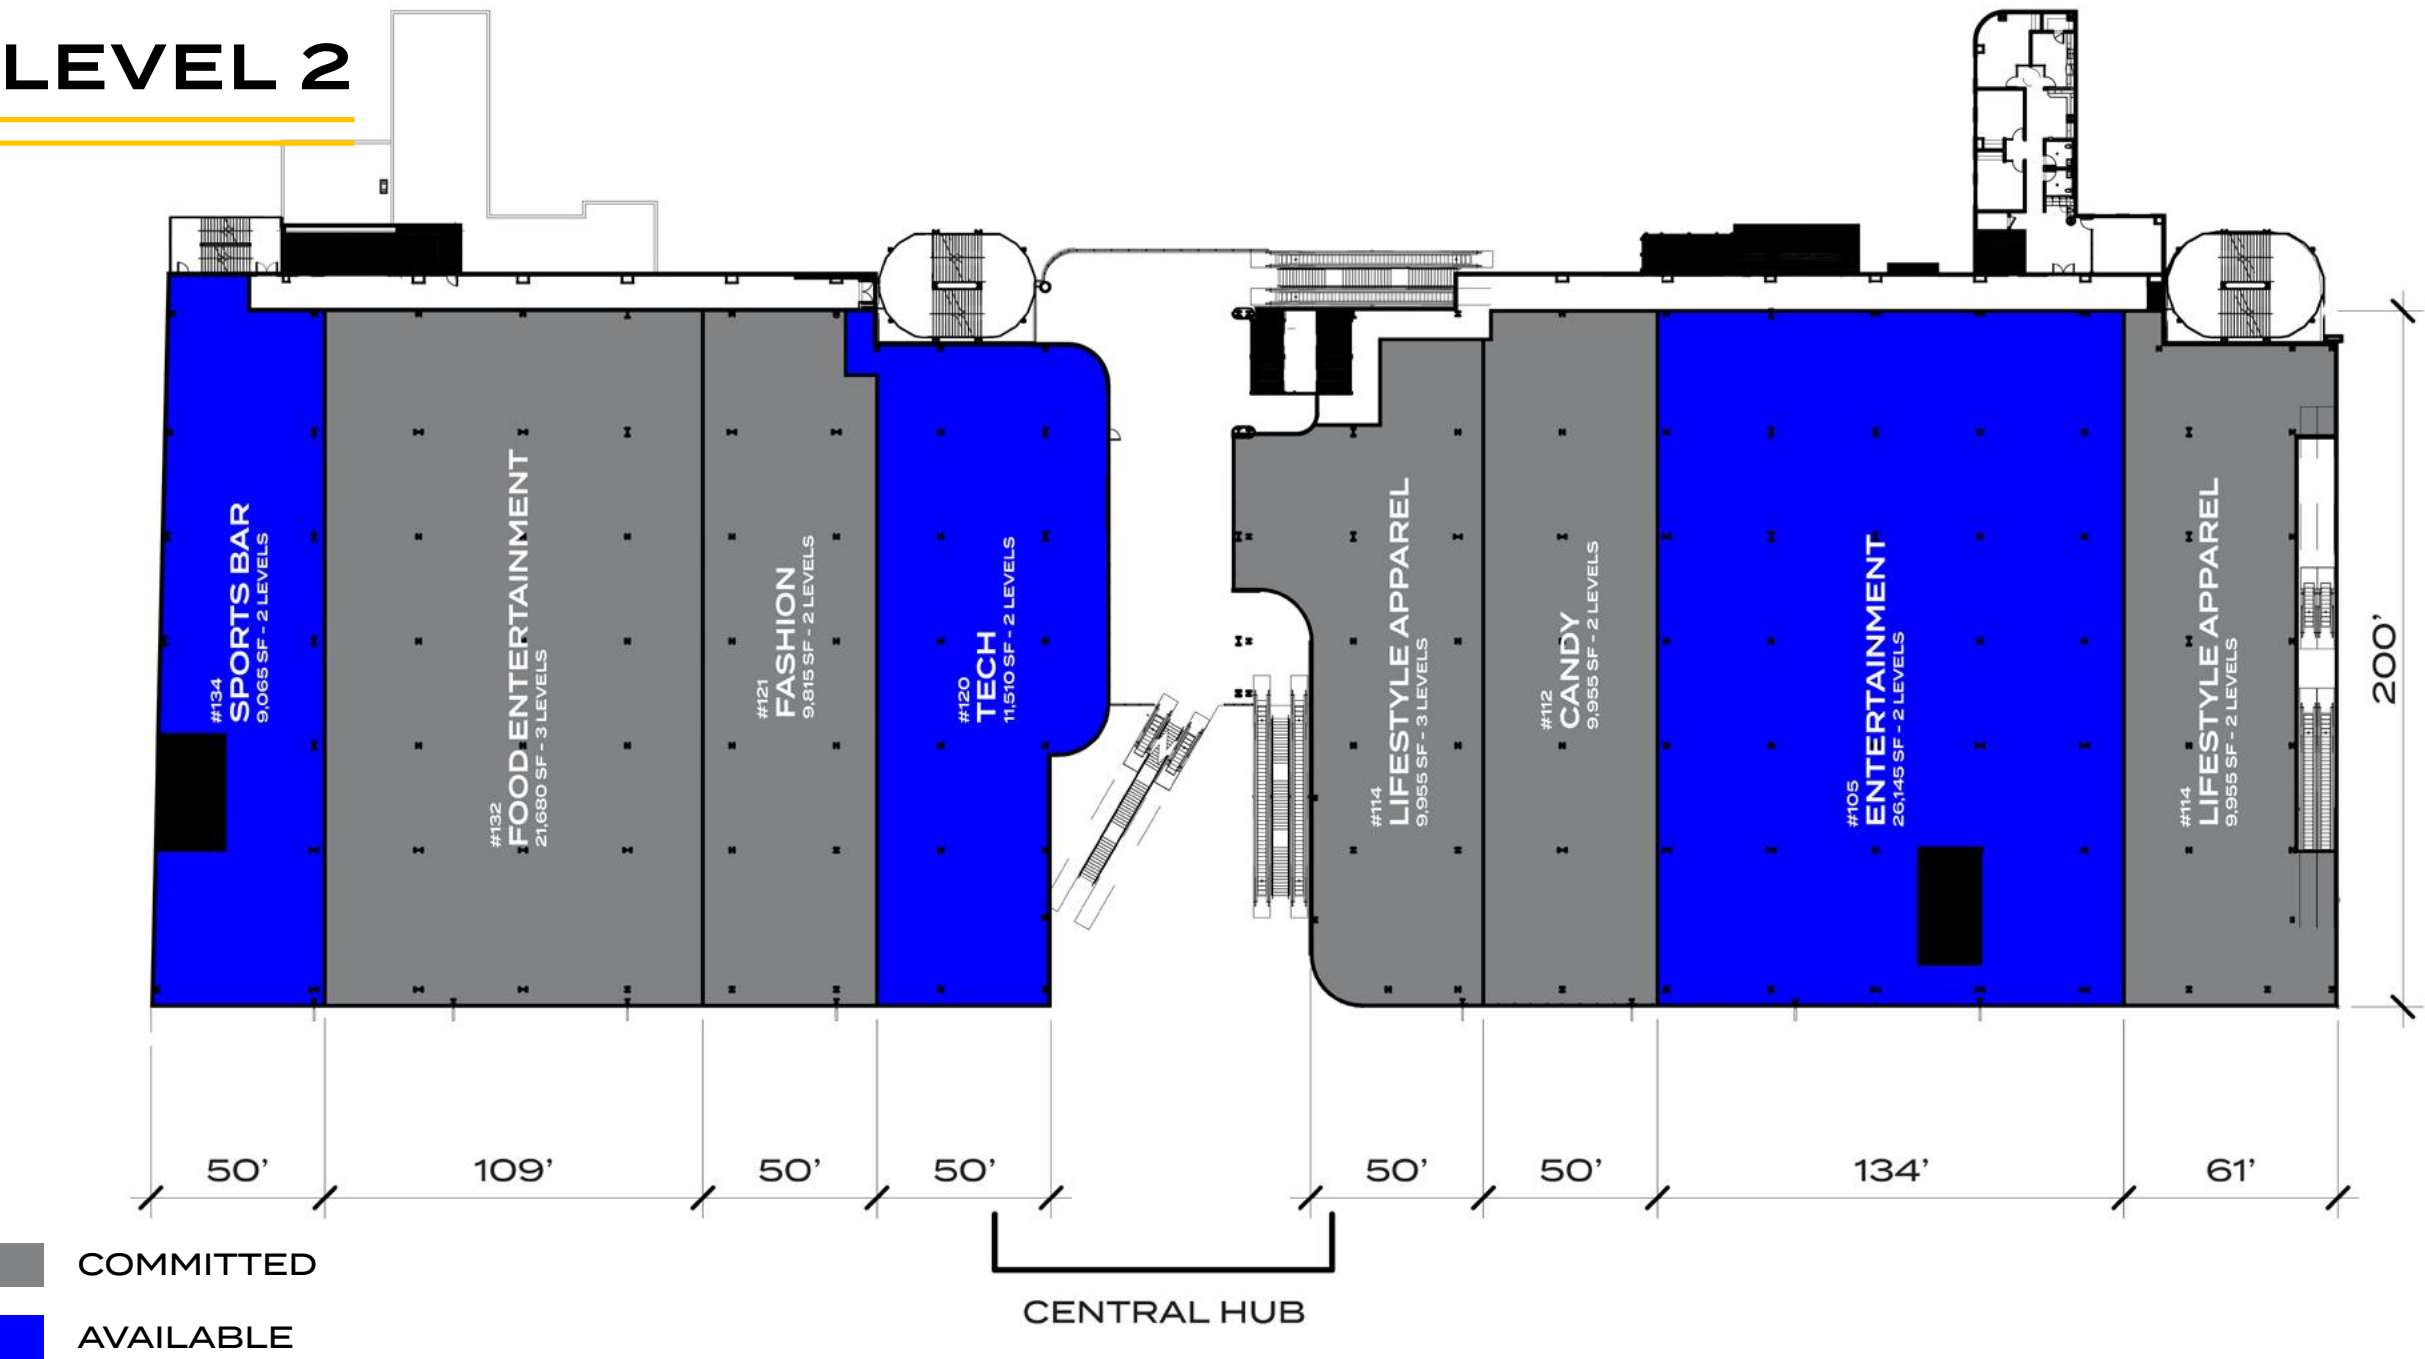 LEVEL 2
#134
SPORTS BAR
9,065 SF - 2 LEVELS
#132
FOOD ENTERTAINMENT
21,680 SF - 3 LEVELS
#121
FASHION
9,815 SF - 2 LEVELS
#120
TECH
11,510 SF - 2 LEVELS
#114
LIFESTYLE APPAREL
9,955 SF - 3 LEVELS
#112
CANDY
9,955 SF - 2 LEVELS
#105
ENTERTAINMENT
26,145 SF - 2 LEVELS
#114
LIFESTYLE APPAREL
9,955 SF - 2 LEVELS
200'
50'
109'
50'
50'
50'
50'
134'
61'
CENTRAL HUB
COMMITTED
AVAILABLE